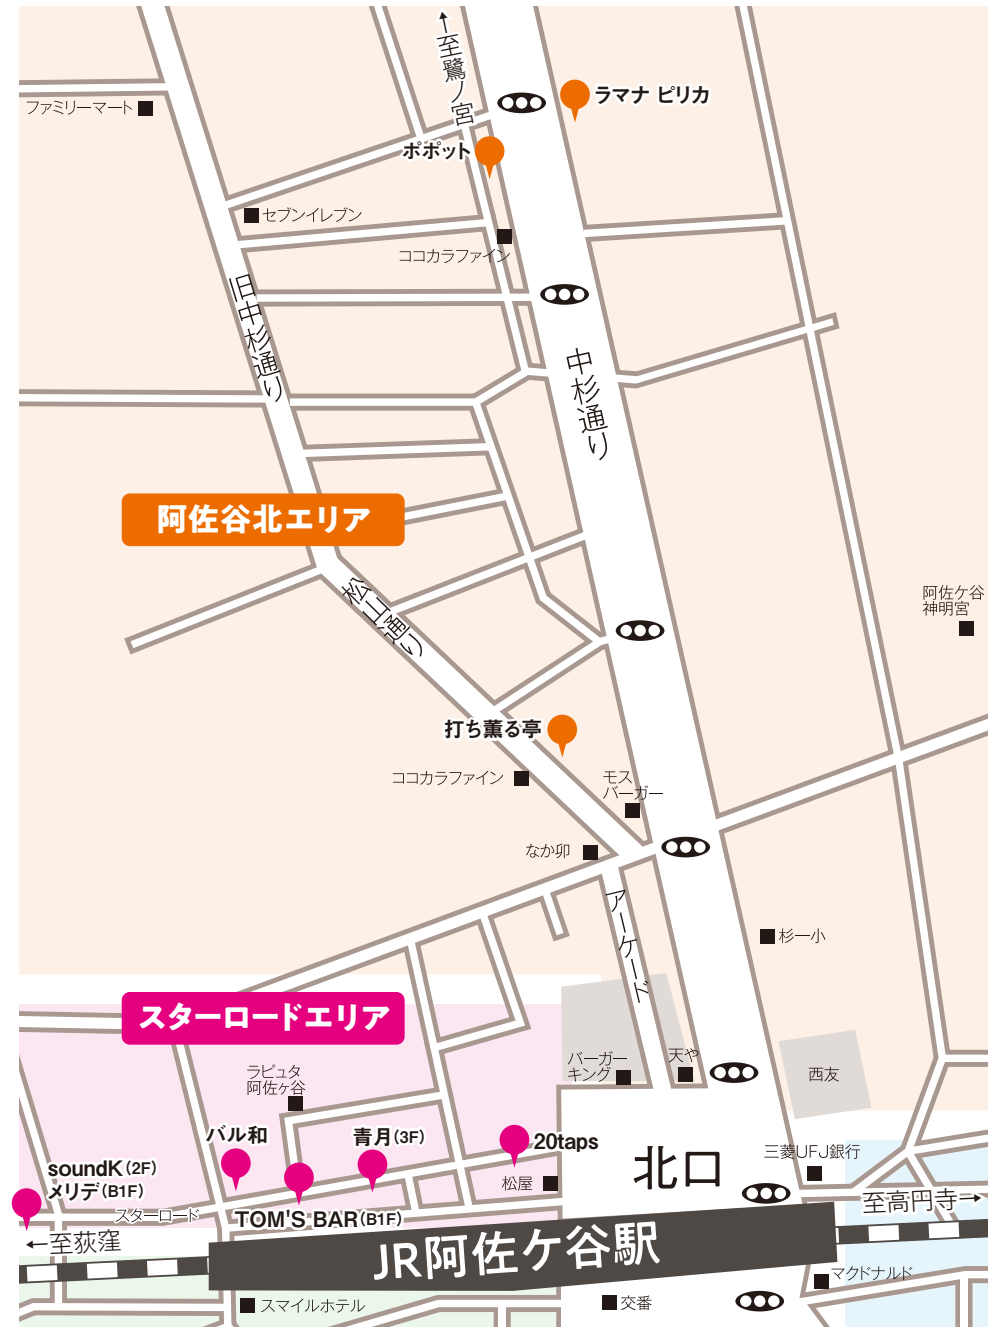 ←至鷺ノ宮
ラマナ ピリカ
ファミリーマート
ポポット
セブンイレブン
ココカラファイン
旧中杉通り
中杉通り
阿佐谷北エリア
松山通り
阿佐ケ谷
神明宮
打ち薫る亭
ココカラファイン
モス
バーガー
なか卯
アーケード
杉一小
スターロードエリア
バーガー
キング
天や
西友
ラピュタ
阿佐ヶ谷
バル和
青月(3F)
20taps
soundK(2F)
メリデ(B1F)
松屋
北口
三菱UFJ銀行
スターロード
TOM'S BAR(B1F)
至高円寺→
←至荻窪
JR阿佐ケ谷駅
マクドナルド
スマイルホテル
交番